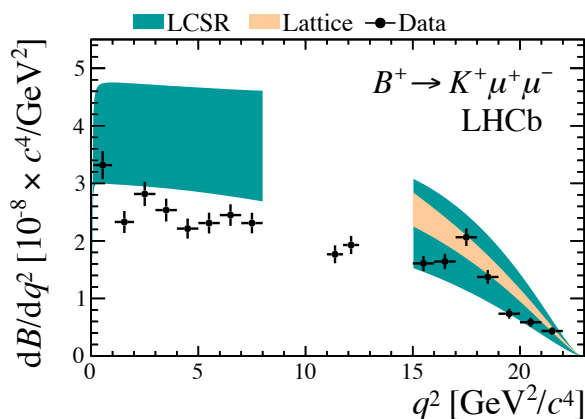 LCSR Lattice Data
dB/dq² [10⁻⁸ × c⁴/GeV²]
5
4
3
2
1
0
B⁺ → K⁺μ⁺μ⁻
LHCb
0 5 10 15 20
q² [GeV²/c⁴]